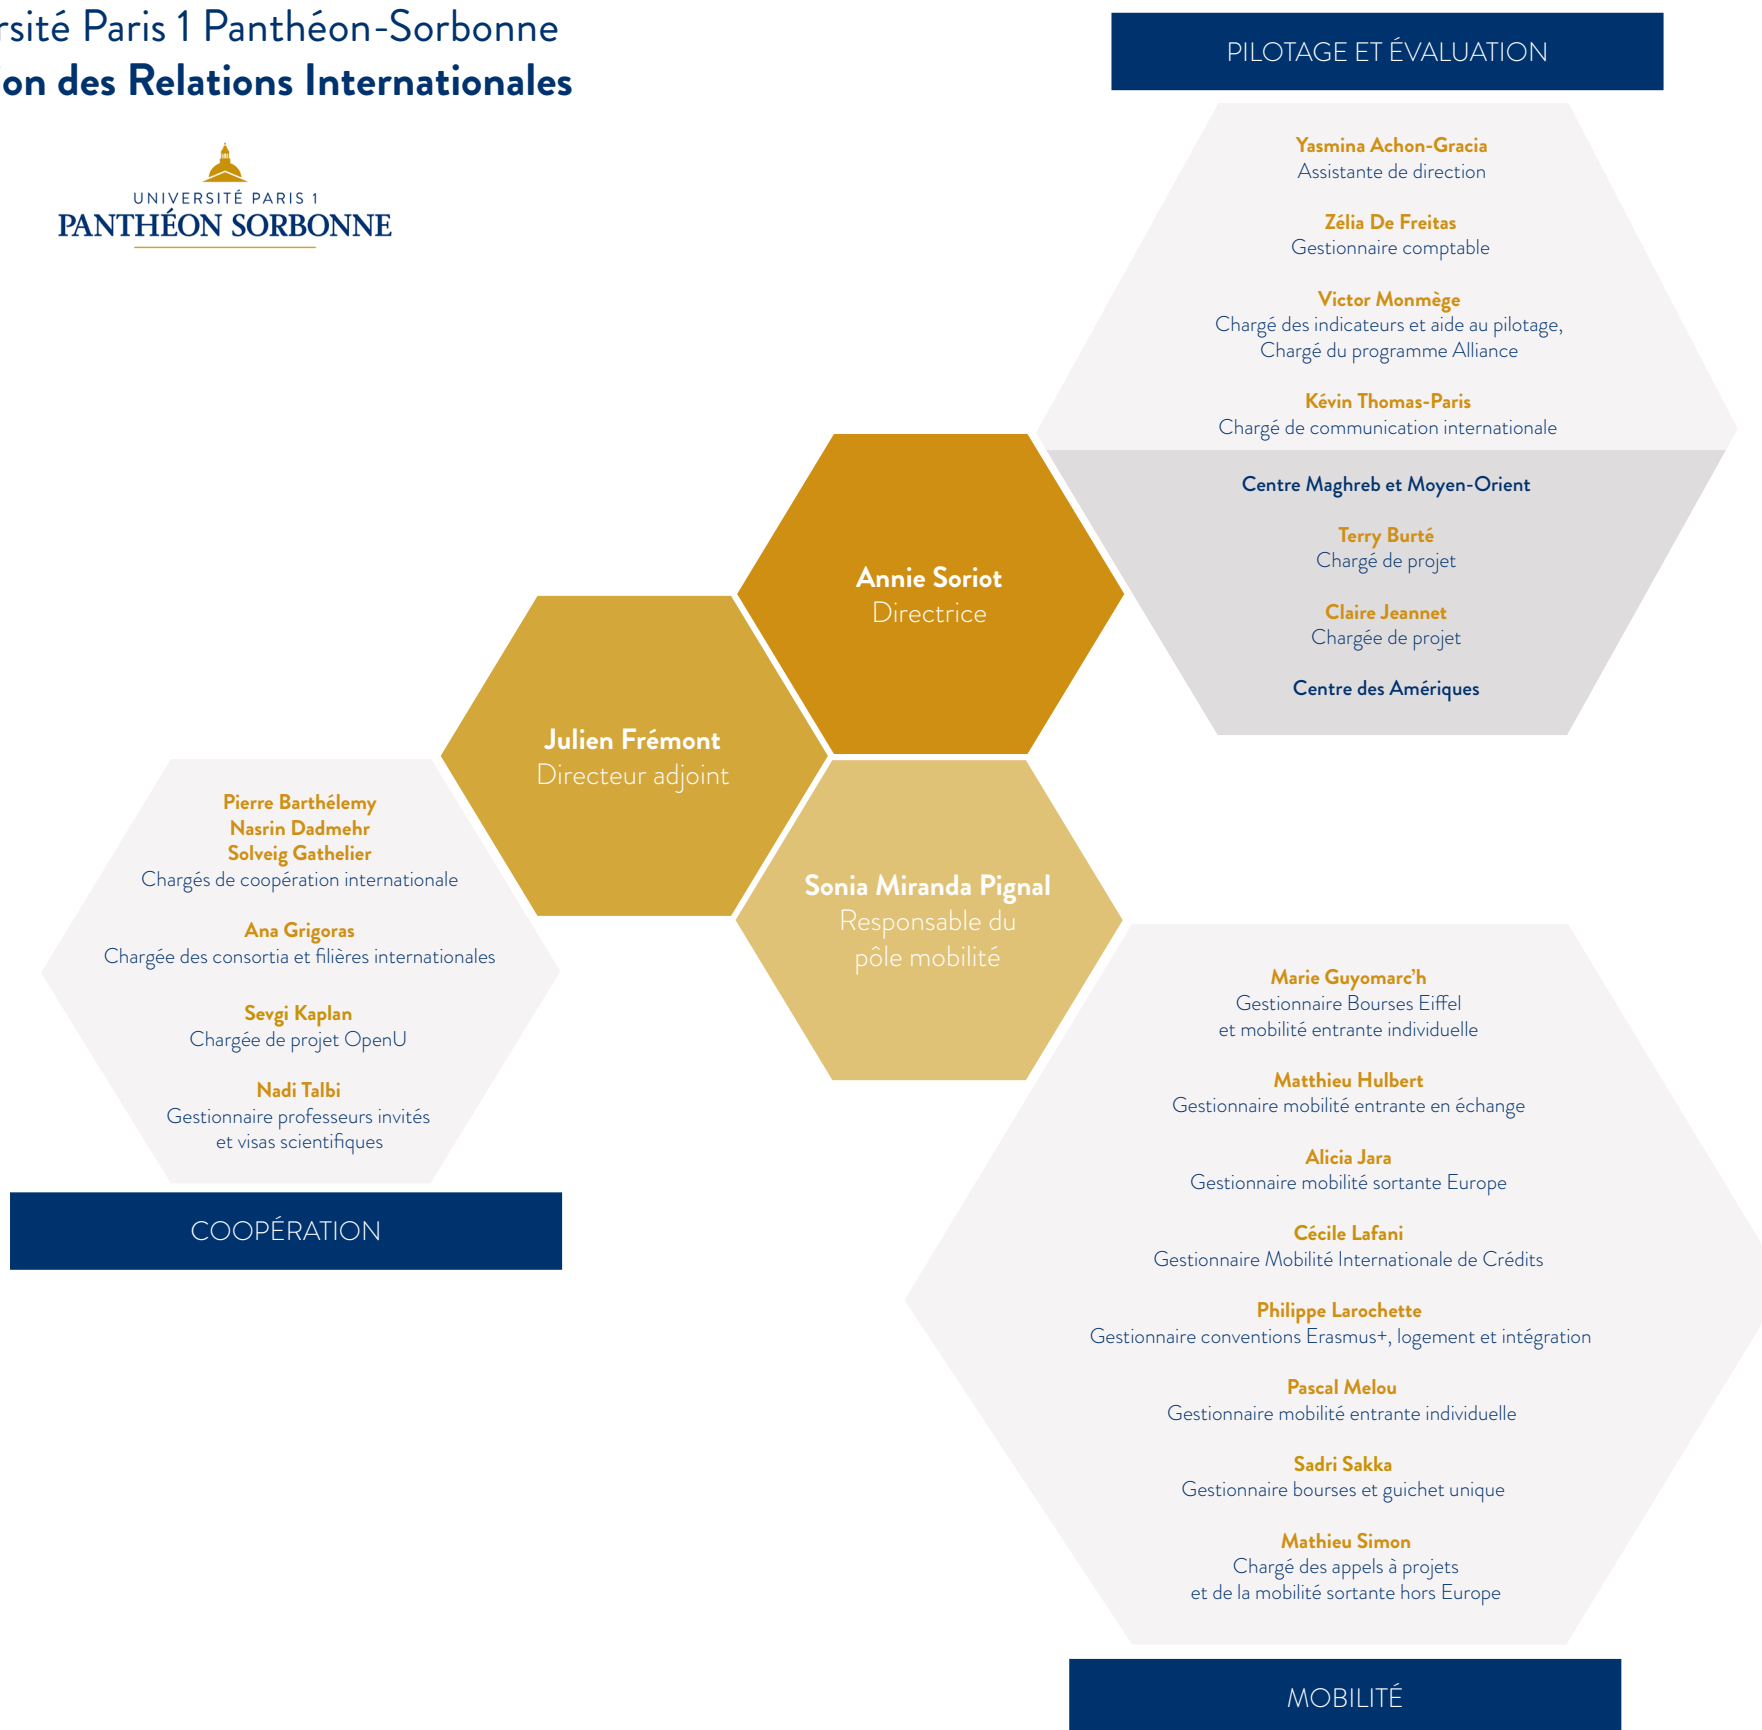 rsité Paris 1 Panthéon-Sorbonne
on des Relations Internationales
UNIVERSITÉ PARIS 1
PANTHÉON SORBONNE
PILOTAGE ET ÉVALUATION
Yasmina Achon-Gracia
Assistante de direction
Zélia De Freitas
Gestionnaire comptable
Victor Monmège
Chargé des indicateurs et aide au pilotage,
Chargé du programme Alliance
Kévin Thomas-Paris
Chargé de communication internationale
Centre Maghreb et Moyen-Orient
Terry Burté
Chargé de projet
Claire Jeannet
Chargée de projet
Centre des Amériques
Annie Soriot
Directrice
Julien Frémont
Directeur adjoint
Sonia Miranda Pignal
Responsable du
pôle mobilité
Pierre Barthélemy
Nasrin Dadmehr
Solveig Gathelier
Chargés de coopération internationale
Ana Grigoras
Chargée des consortia et filières internationales
Sevgi Kaplan
Chargée de projet OpenU
Nadi Talbi
Gestionnaire professeurs invités
et visas scientifiques
COOPÉRATION
Marie Guyomarc'h
Gestionnaire Bourses Eiffel
et mobilité entrante individuelle
Matthieu Hulbert
Gestionnaire mobilité entrante en échange
Alicia Jara
Gestionnaire mobilité sortante Europe
Cécile Lafani
Gestionnaire Mobilité Internationale de Crédits
Philippe Larochette
Gestionnaire conventions Erasmus+, logement et intégration
Pascal Melou
Gestionnaire mobilité entrante individuelle
Sadri Sakka
Gestionnaire bourses et guichet unique
Mathieu Simon
Chargé des appels à projets
et de la mobilité sortante hors Europe
MOBILITÉ